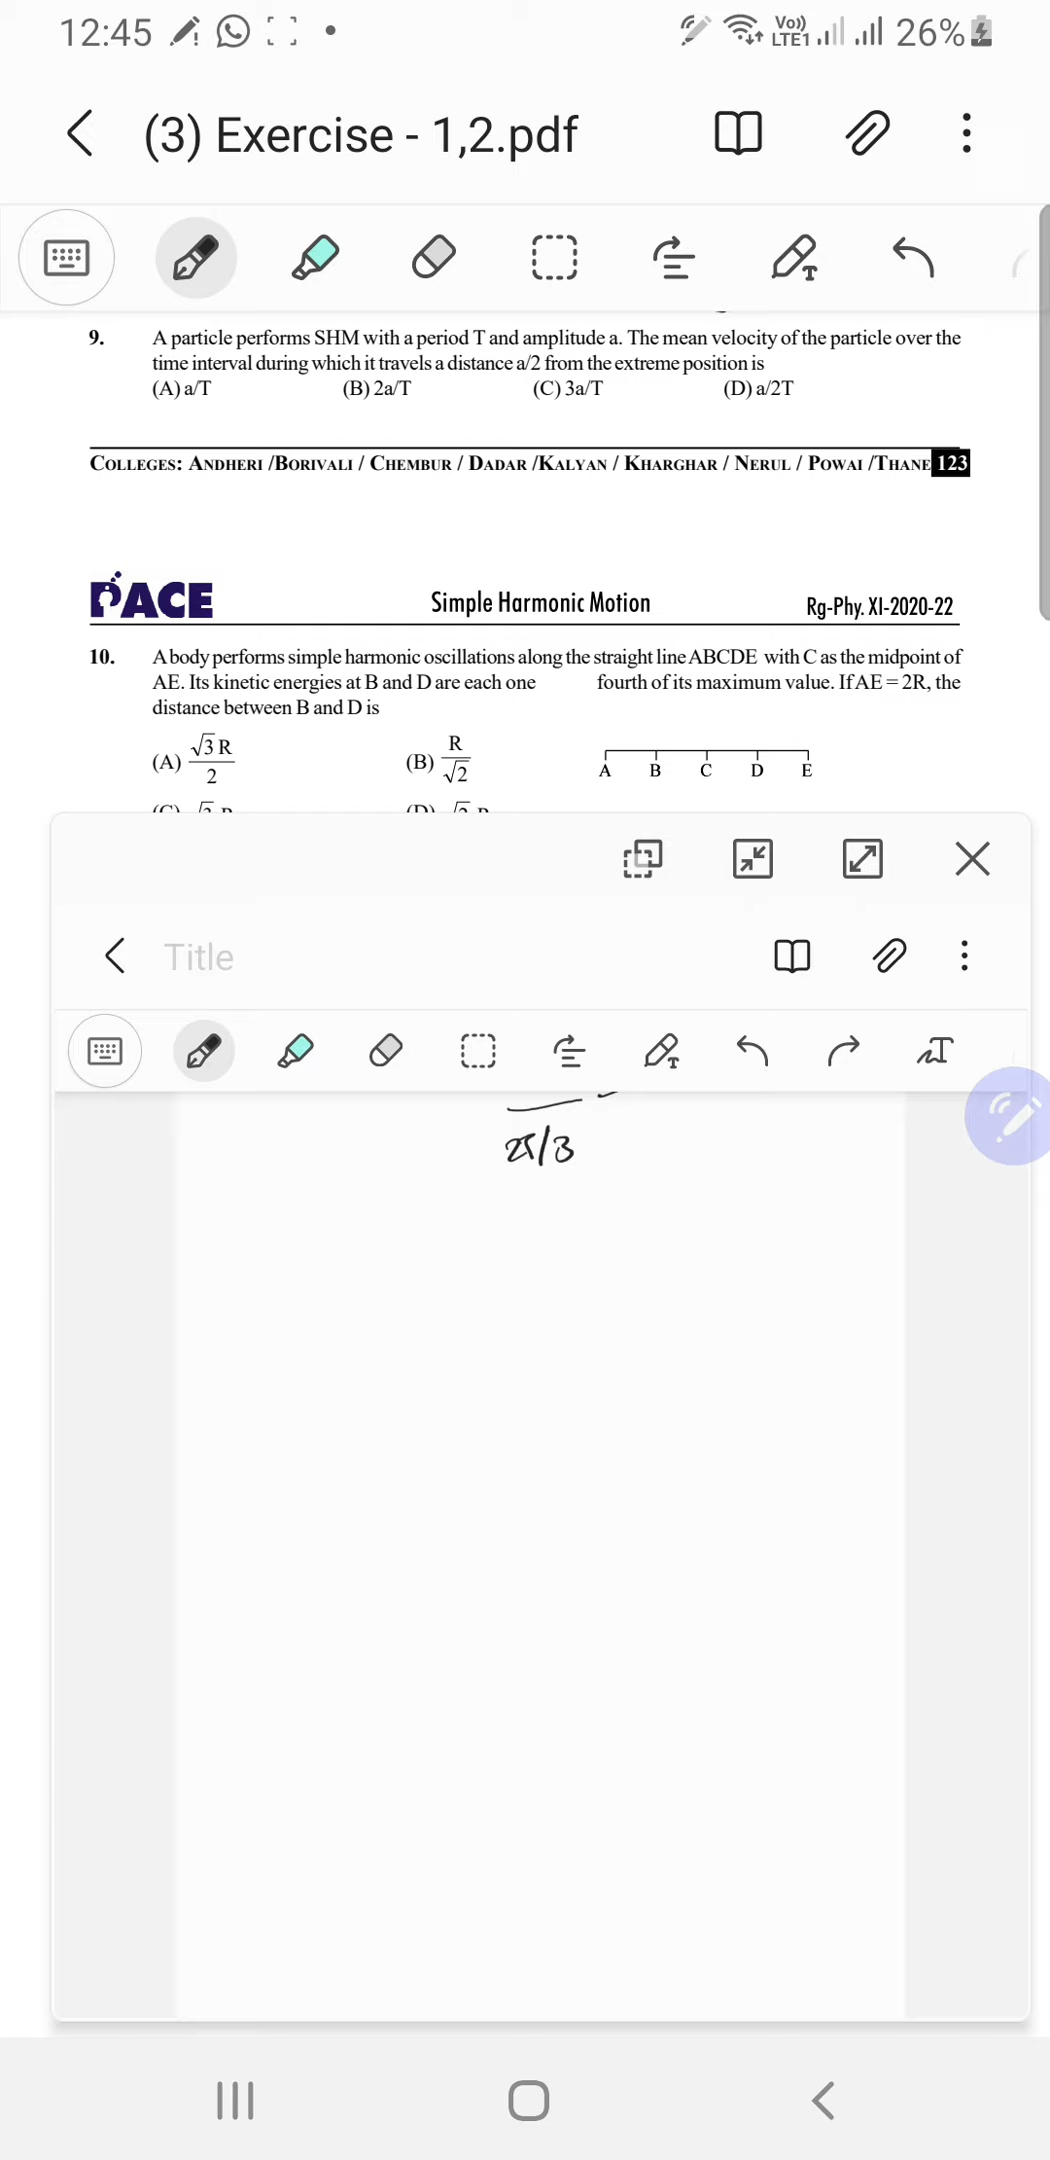 12:45
Vo))
LTE1
26%
(3) Exercise - 1,2.pdf
9. A particle performs SHM with a period T and amplitude a. The mean velocity of the particle over the
time interval during which it travels a distance a/2 from the extreme position is
(A) a/T (B) 2a/T (C) 3a/T (D) a/2T
COLLEGES: ANDHERI /BORIVALI / CHEMBUR / DADAR /KALYAN / KHARGHAR / NERUL / POWAI /THANE 123
PACE Simple Harmonic Motion Rg-Phy. XI-2020-22
10. A body performs simple harmonic oscillations along the straight line ABCDE with C as the midpoint of
AE. Its kinetic energies at B and D are each one fourth of its maximum value. If AE = 2R, the
distance between B and D is
(A) √3 R / 2 (B) R / √2
A B C D E
Title
25/3